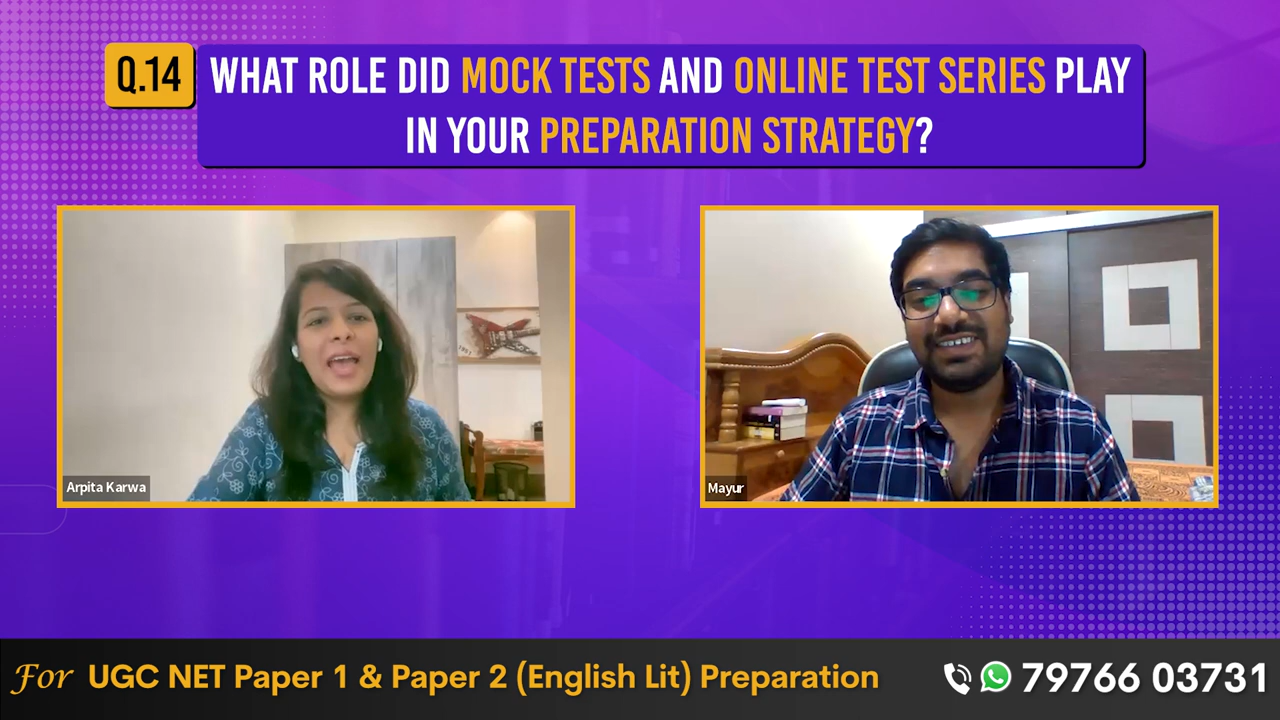 Q.14
WHAT ROLE DID MOCK TESTS AND ONLINE TEST SERIES PLAY
IN YOUR PREPARATION STRATEGY?
Arpita Karwa
Mayur
For UGC NET Paper 1 & Paper 2 (English Lit) Preparation
79766 03731